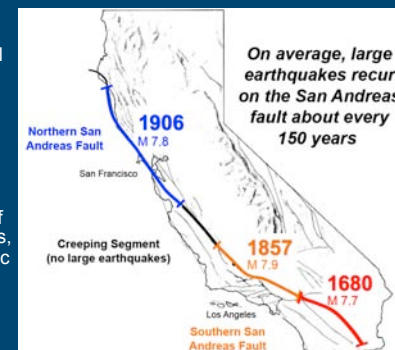 On average, large
earthquakes recur
on the San Andreas
fault about every
150 years
1906
M 7.8
Northern San
Andreas Fault
San Francisco
Creeping Segment
(no large earthquakes)
1857
M 7.9
1680
M 7.7
Los Angeles
Southern San
Andreas Fault